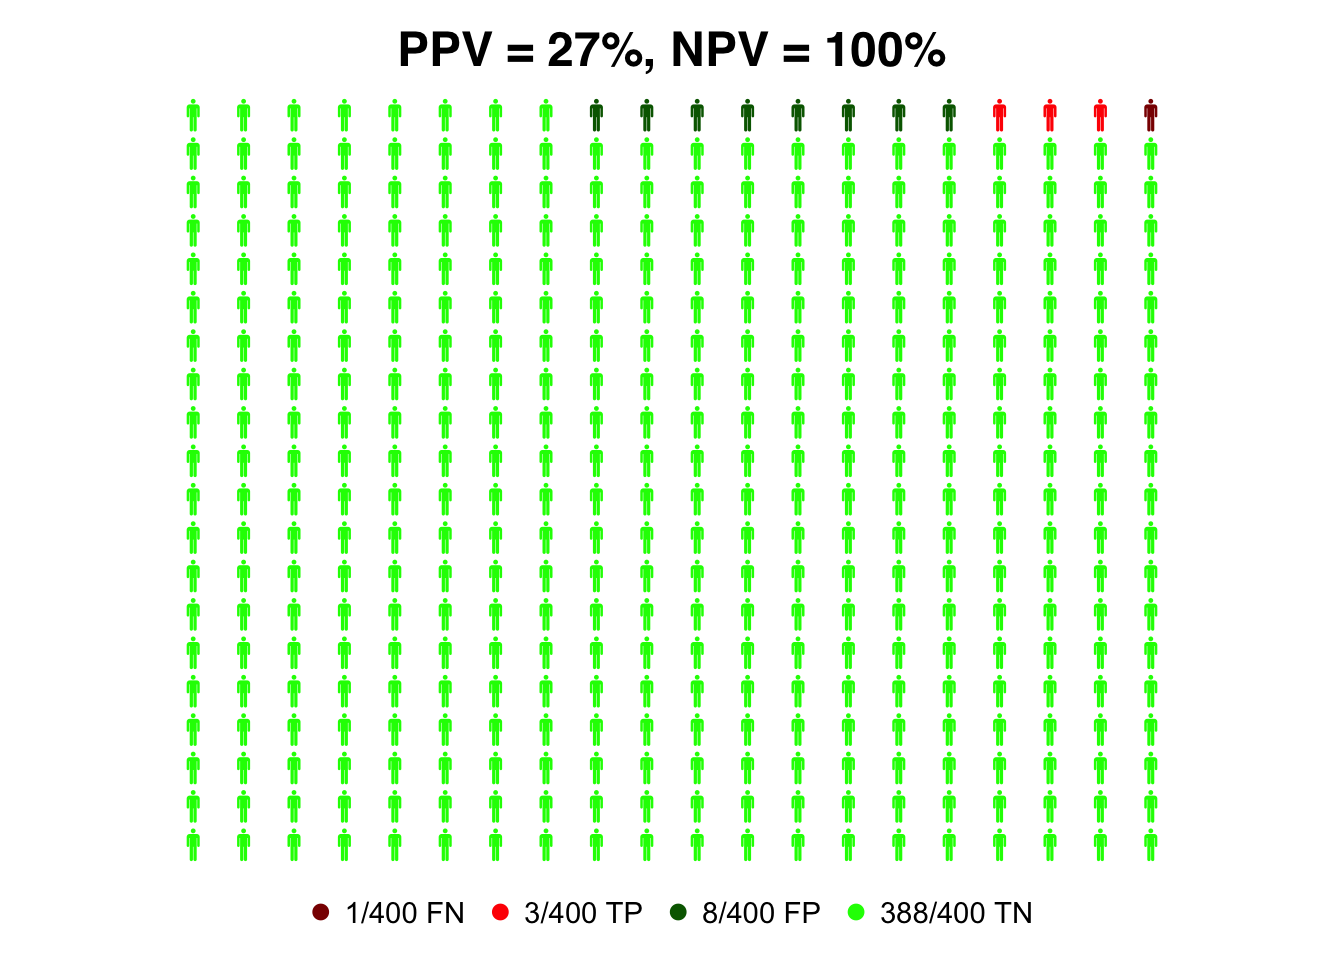 PPV = 27%, NPV = 100%
1/400 FN 3/400 TP 8/400 FP 388/400 TN